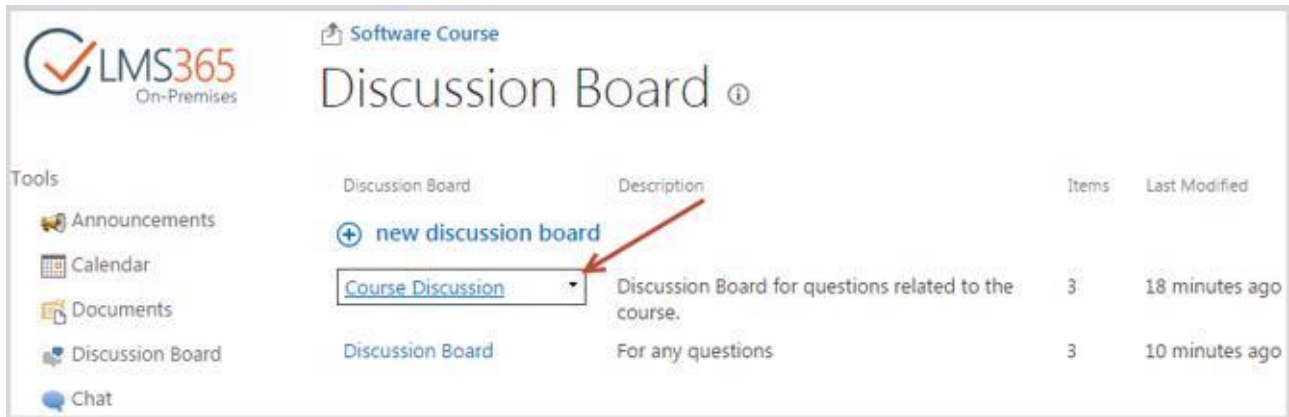 LMS365
On-Premises
Software Course
Discussion Board
Tools
Announcements
Calendar
Documents
Discussion Board
Chat
Discussion Board Description Items Last Modified
new discussion board
Course Discussion Discussion Board for questions related to the 3 18 minutes ago
course.
Discussion Board For any questions 3 10 minutes ago